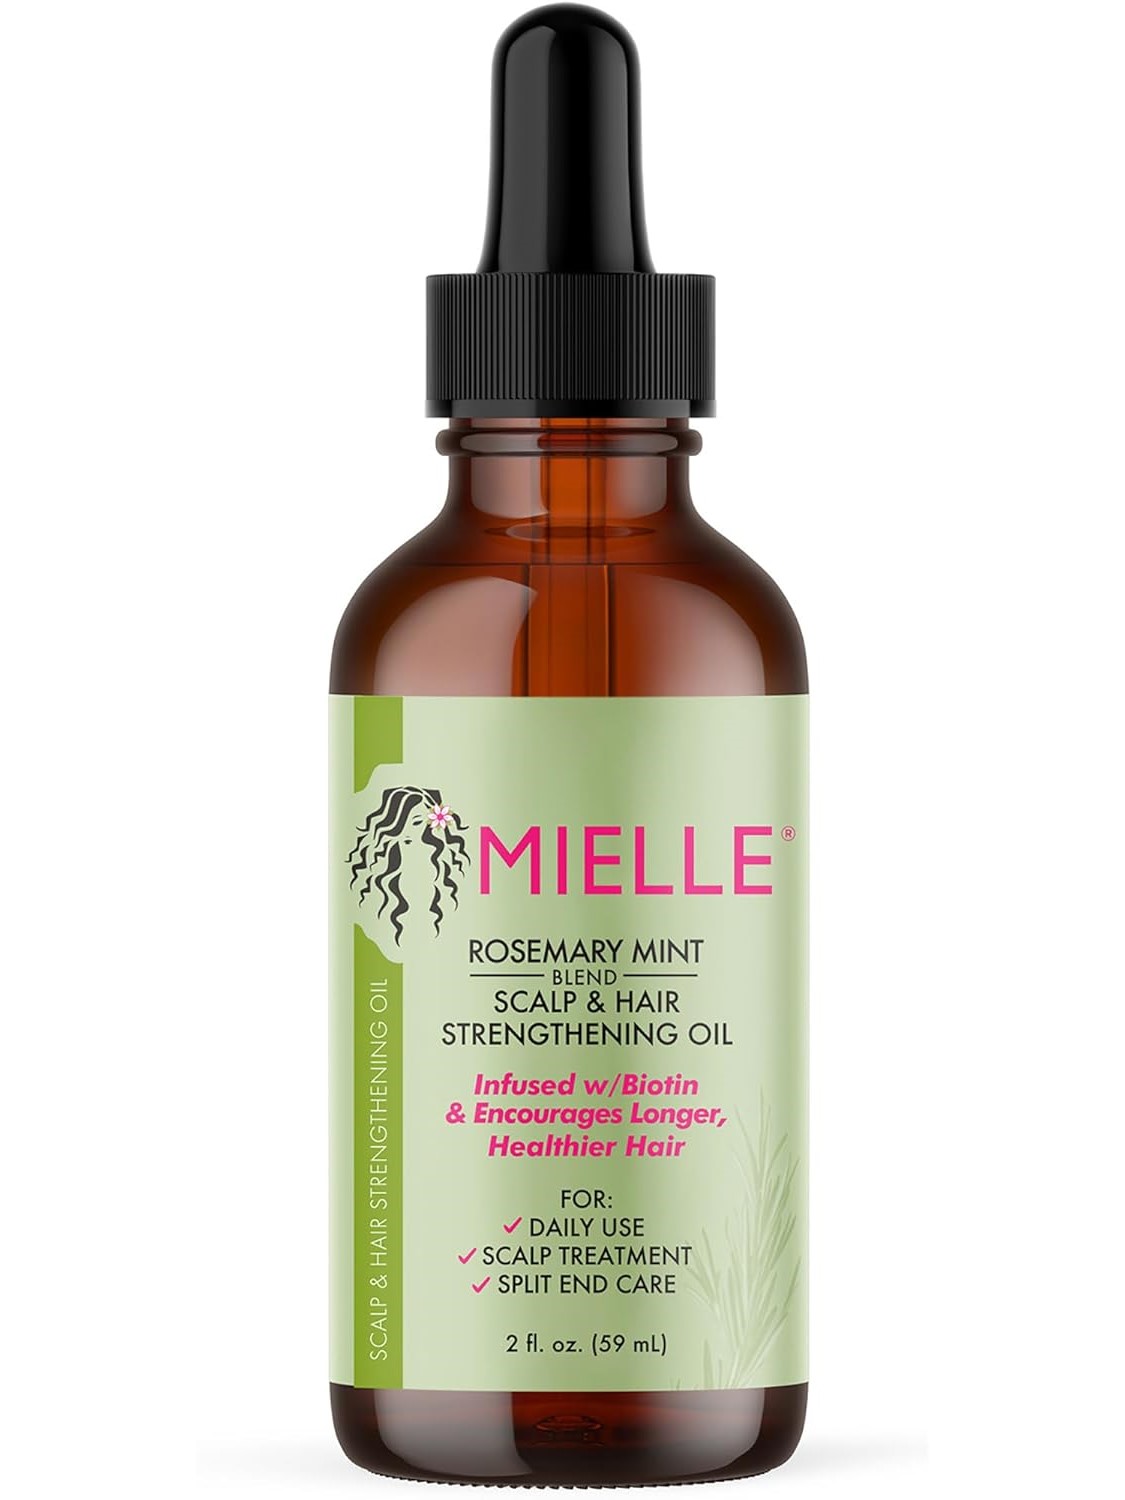 MIELLE®
ROSEMARY MINT
BLEND
SCALP & HAIR
STRENGTHENING OIL
Infused w/Biotin
& Encourages Longer,
Healthier Hair
FOR:
✓ DAILY USE
✓ SCALP TREATMENT
✓ SPLIT END CARE
2 fl. oz. (59 mL)
SCALP & HAIR STRENGTHENING OIL